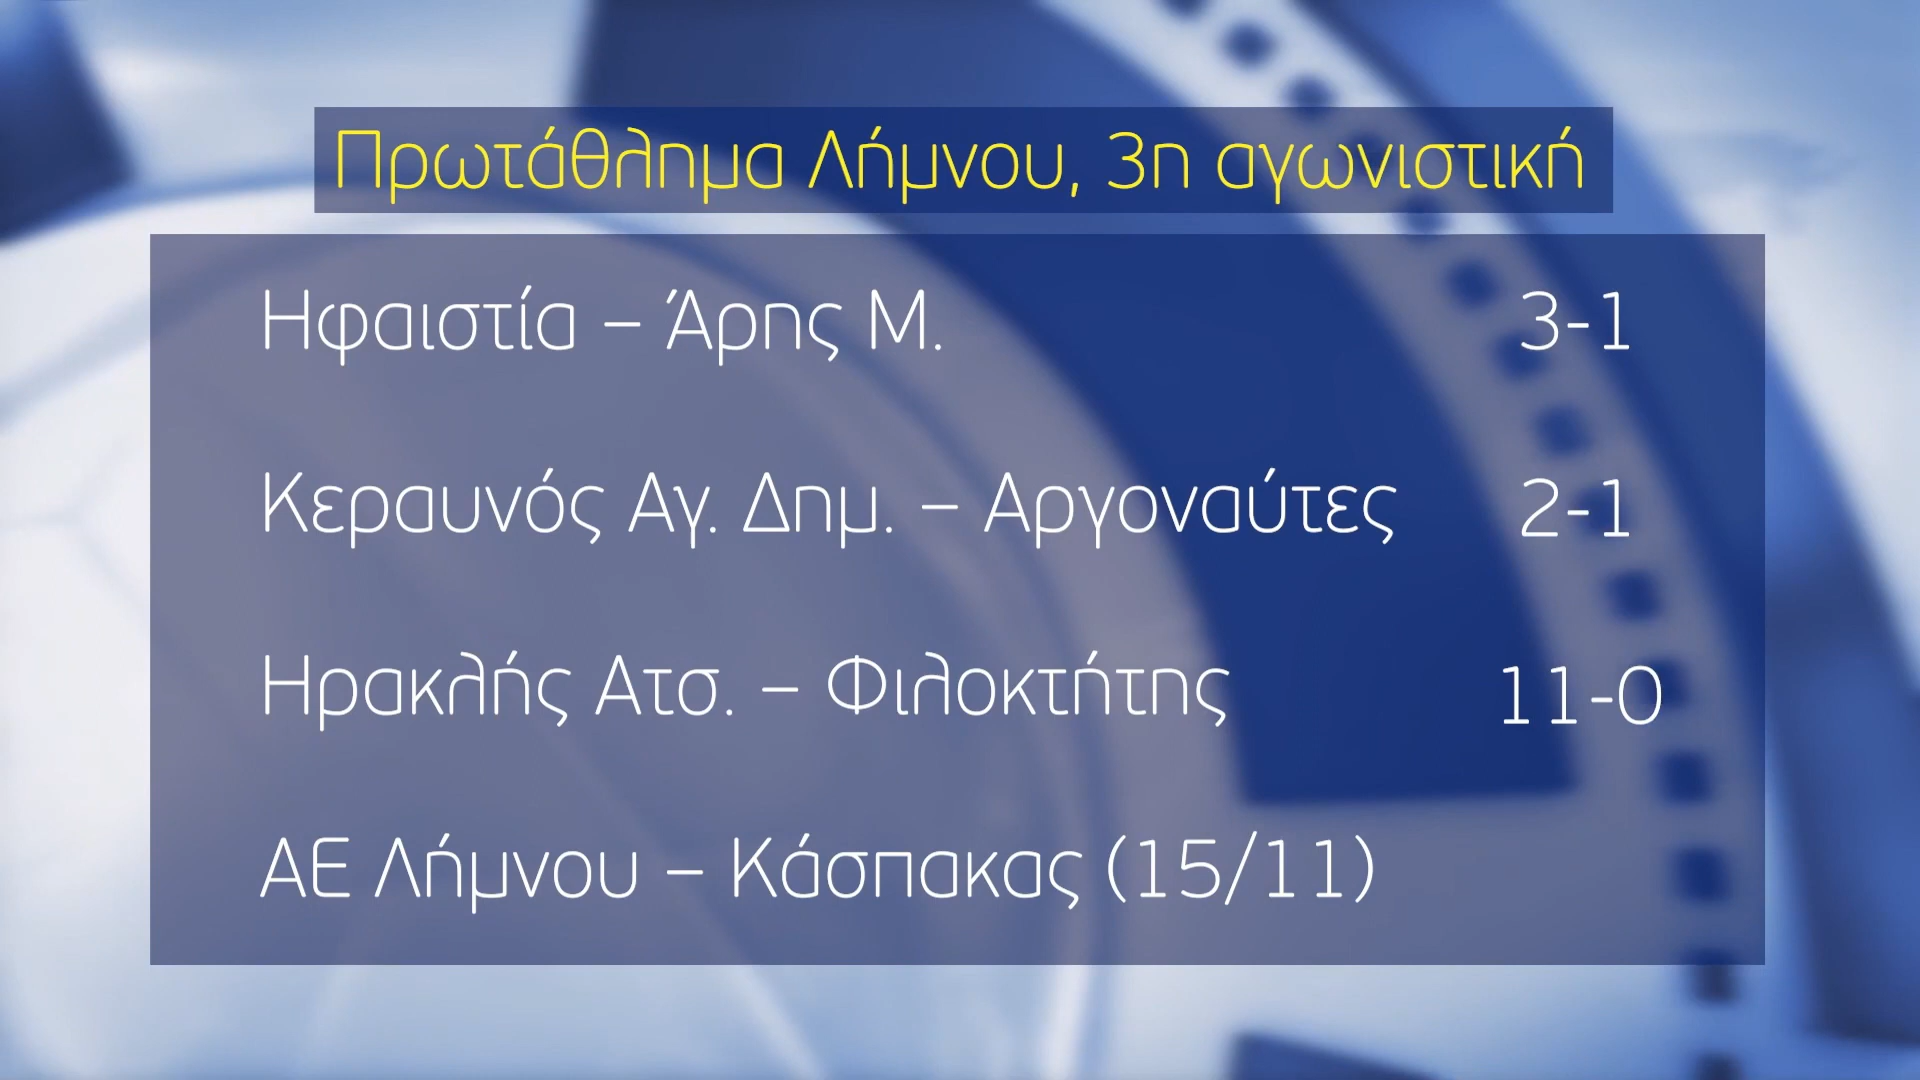 Πρωτάθλημα Λήμνου, 3η αγωνιστική
Ηφαιστία – Άρης Μ. 3-1
Κεραυνός Αγ. Δημ. – Αργοναύτες 2-1
Ηρακλής Ατσ. – Φιλοκτήτης 11-0
ΑΕ Λήμνου – Κάσπακας (15/11)